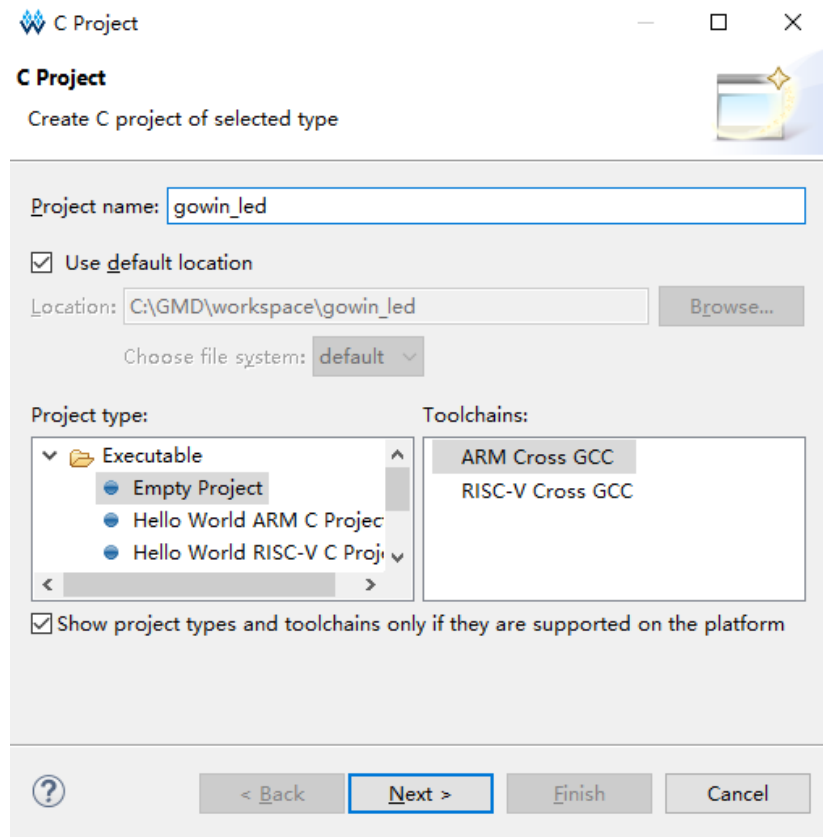 C Project
C Project
Create C project of selected type
Project name: gowin_led
Use default location
Location: C:\GMD\workspace\gowin_led Browse...
Choose file system: default
Project type: Toolchains:
Executable ARM Cross GCC
Empty Project RISC-V Cross GCC
Hello World ARM C Projec
Hello World RISC-V C Proj
Show project types and toolchains only if they are supported on the platform
? < Back Next > Finish Cancel